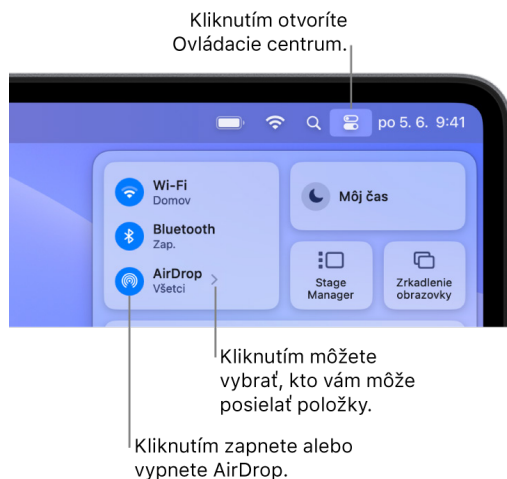 Kliknutím otvoríte
Ovládacie centrum.
po 5. 6. 9:41
Wi-Fi
Domov
Bluetooth
Zap.
AirDrop
Všetci
Môj čas
Stage
Manager
Zrkadlenie
obrazovky
Kliknutím môžete
vybrať, kto vám môže
posielať položky.
Kliknutím zapnete alebo
vypnete AirDrop.